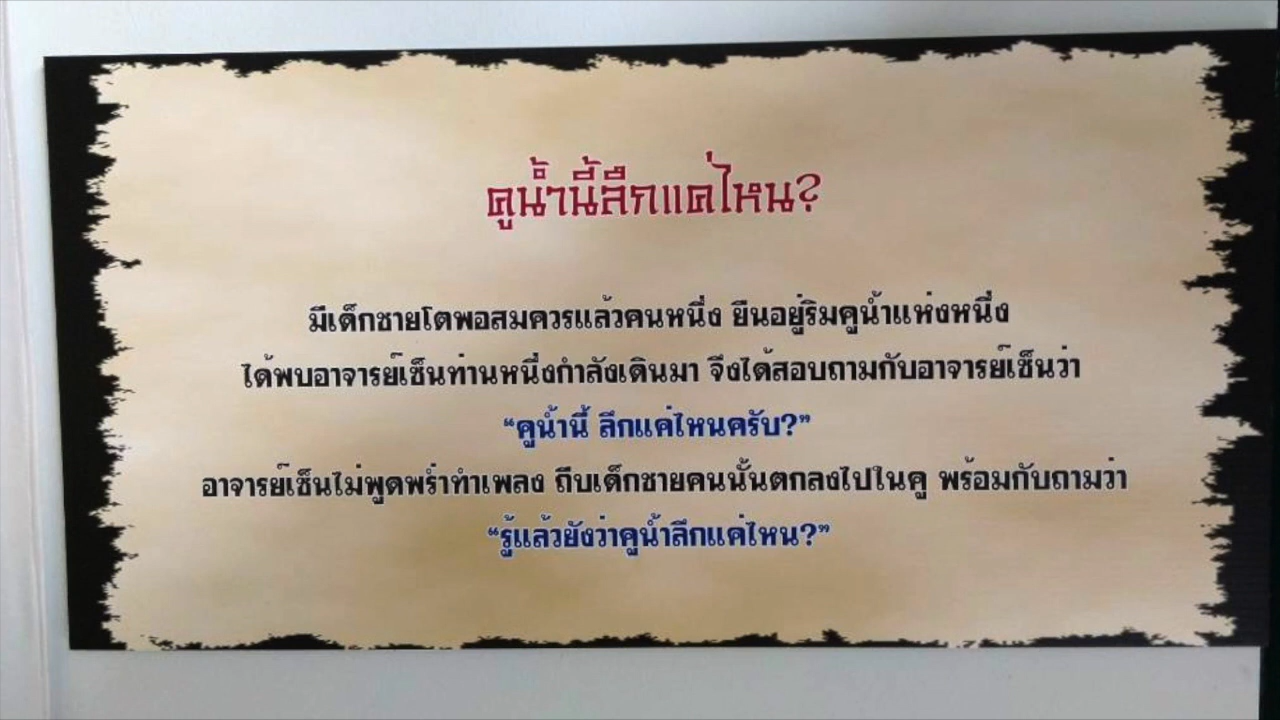 คูน้ำนี้ลึกแค่ไหน?
มีเด็กชายโตพอสมควรแล้วคนหนึ่ง ยืนอยู่ริมคูน้ำแห่งหนึ่ง
ได้พบอาจารย์เซ็นท่านหนึ่งกำลังเดินมา จึงได้สอบถามกับอาจารย์เซ็นว่า
“คูน้ำนี้ ลึกแค่ไหนครับ?”
อาจารย์เซ็นไม่พูดพร่ำทำเพลง ถีบเด็กชายคนนั้นตกลงไปในคู พร้อมกับถามว่า
“รู้แล้วยังว่าคูน้ำลึกแค่ไหน?”